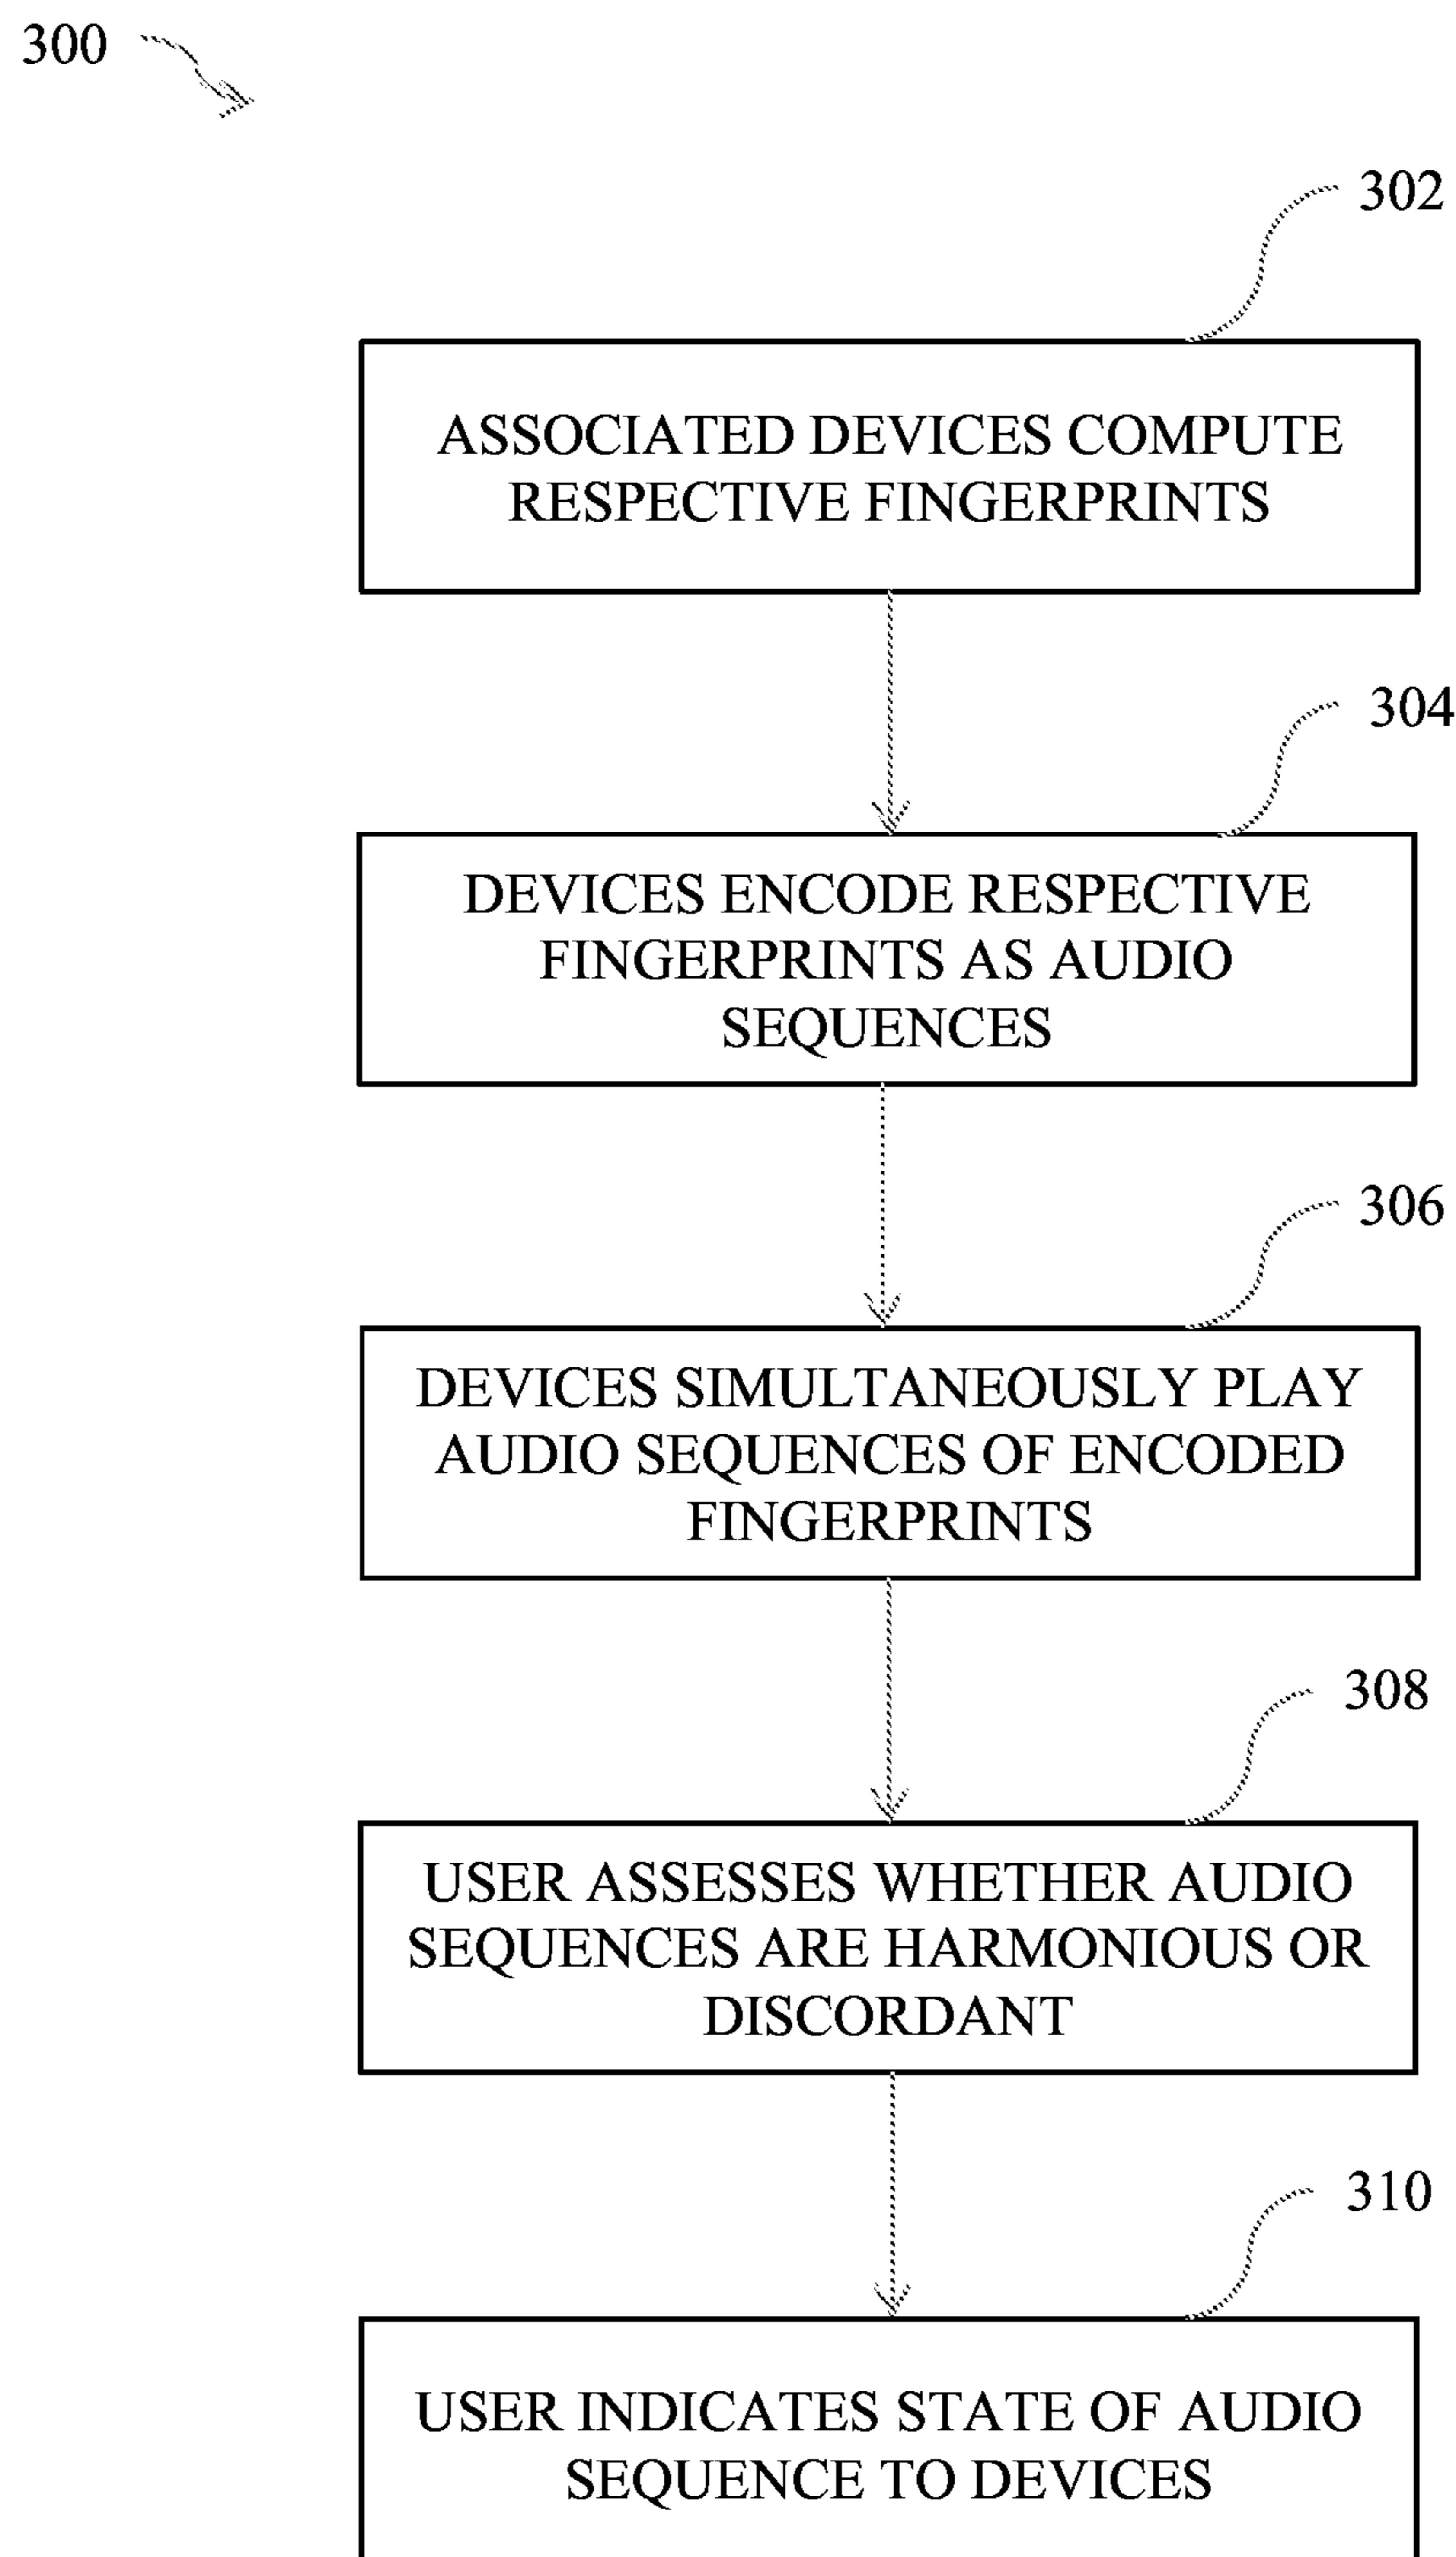 300
302
ASSOCIATED DEVICES COMPUTE
RESPECTIVE FINGERPRINTS
304
DEVICES ENCODE RESPECTIVE
FINGERPRINTS AS AUDIO
SEQUENCES
306
DEVICES SIMULTANEOUSLY PLAY
AUDIO SEQUENCES OF ENCODED
FINGERPRINTS
308
USER ASSESSES WHETHER AUDIO
SEQUENCES ARE HARMONIOUS OR
DISCORDANT
310
USER INDICATES STATE OF AUDIO
SEQUENCE TO DEVICES